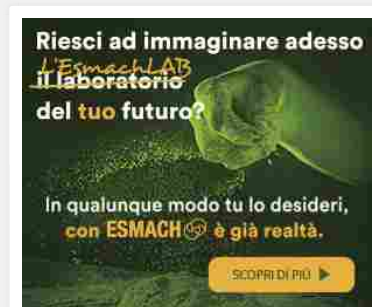 Riesci ad immaginare adesso
L'EsmachLAB
il laboratorio
del tuo futuro?
In qualunque modo tu lo desideri,
con ESMACH è già realtà.
SCOPRI DI PIÙ